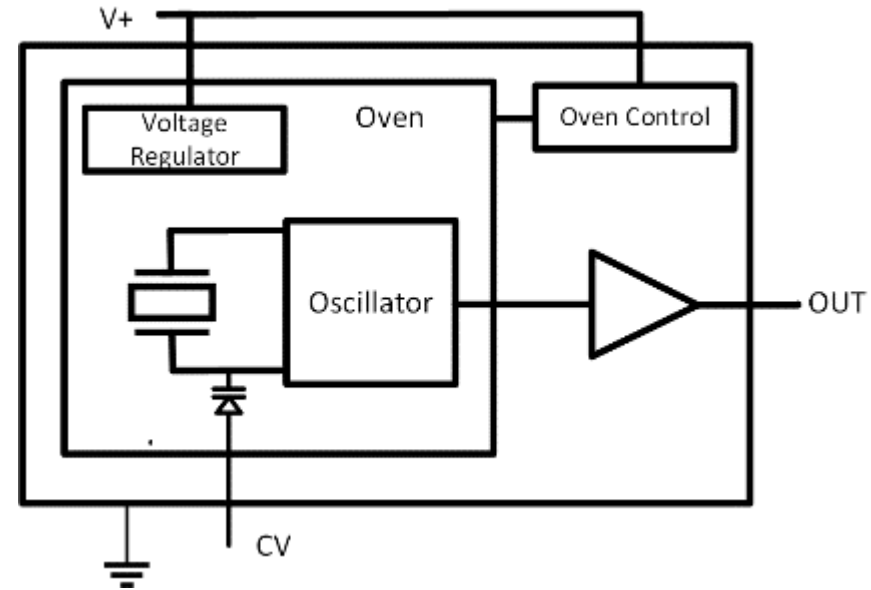 V+
Voltage
Regulator
Oven
Oven Control
Oscillator
OUT
CV